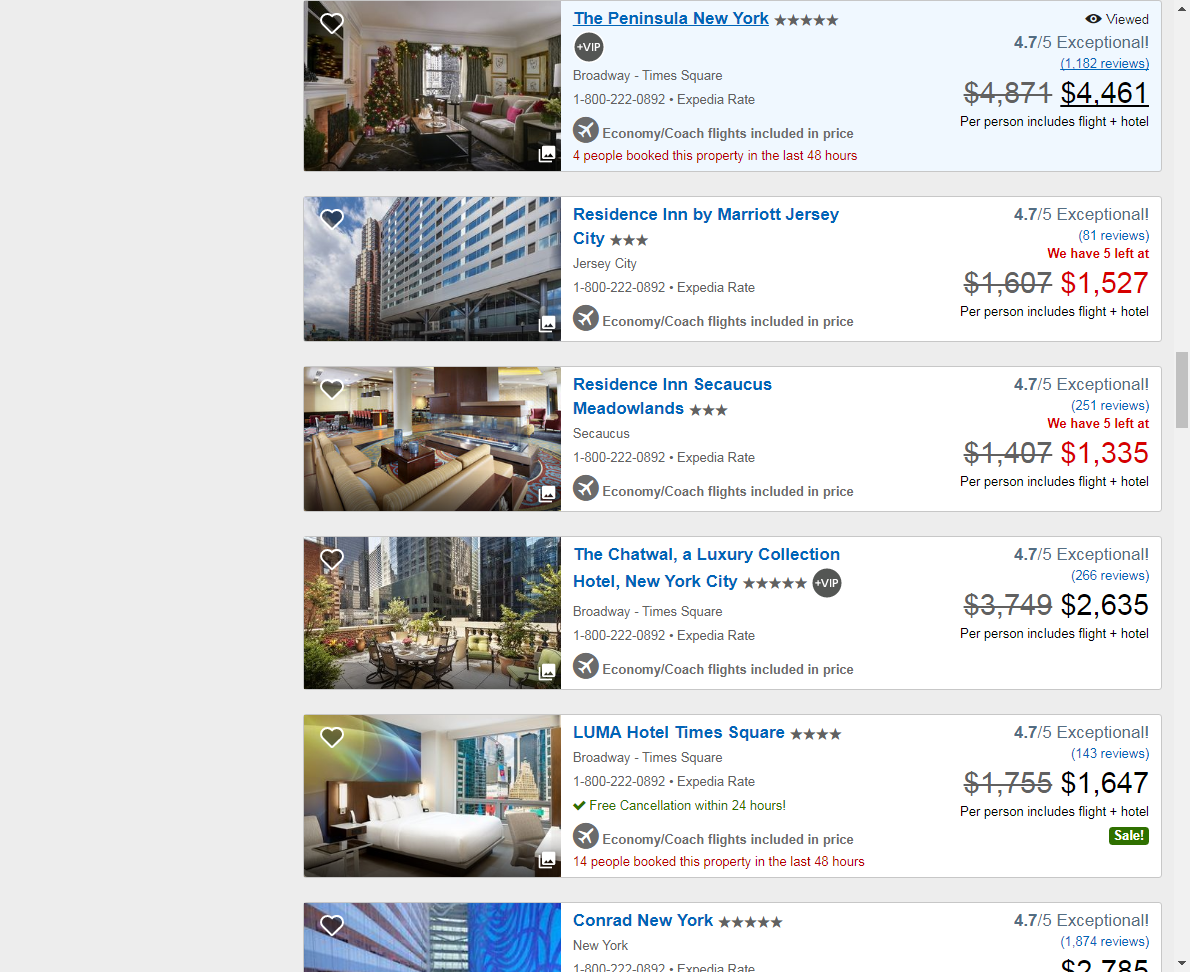 The Peninsula New York
Viewed
+VIP
4.7/5 Exceptional!
(1,182 reviews)
Broadway - Times Square
$4,871 $4,461
1-800-222-0892 • Expedia Rate
Per person includes flight + hotel
Economy/Coach flights included in price
4 people booked this property in the last 48 hours
Residence Inn by Marriott Jersey
City
4.7/5 Exceptional!
(81 reviews)
We have 5 left at
Jersey City
$1,607 $1,527
1-800-222-0892 • Expedia Rate
Per person includes flight + hotel
Economy/Coach flights included in price
Residence Inn Secaucus
Meadowlands
4.7/5 Exceptional!
(251 reviews)
We have 5 left at
Secaucus
$1,407 $1,335
1-800-222-0892 • Expedia Rate
Per person includes flight + hotel
Economy/Coach flights included in price
The Chatwal, a Luxury Collection
Hotel, New York City +VIP
4.7/5 Exceptional!
(266 reviews)
$3,749 $2,635
Broadway - Times Square
1-800-222-0892 • Expedia Rate
Per person includes flight + hotel
Economy/Coach flights included in price
LUMA Hotel Times Square
4.7/5 Exceptional!
(143 reviews)
Broadway - Times Square
$1,755 $1,647
1-800-222-0892 • Expedia Rate
Free Cancellation within 24 hours!
Per person includes flight + hotel
Sale!
Economy/Coach flights included in price
14 people booked this property in the last 48 hours
Conrad New York
4.7/5 Exceptional!
(1,874 reviews)
New York
$2,785
1-800-222-0892 • Expedia Rate